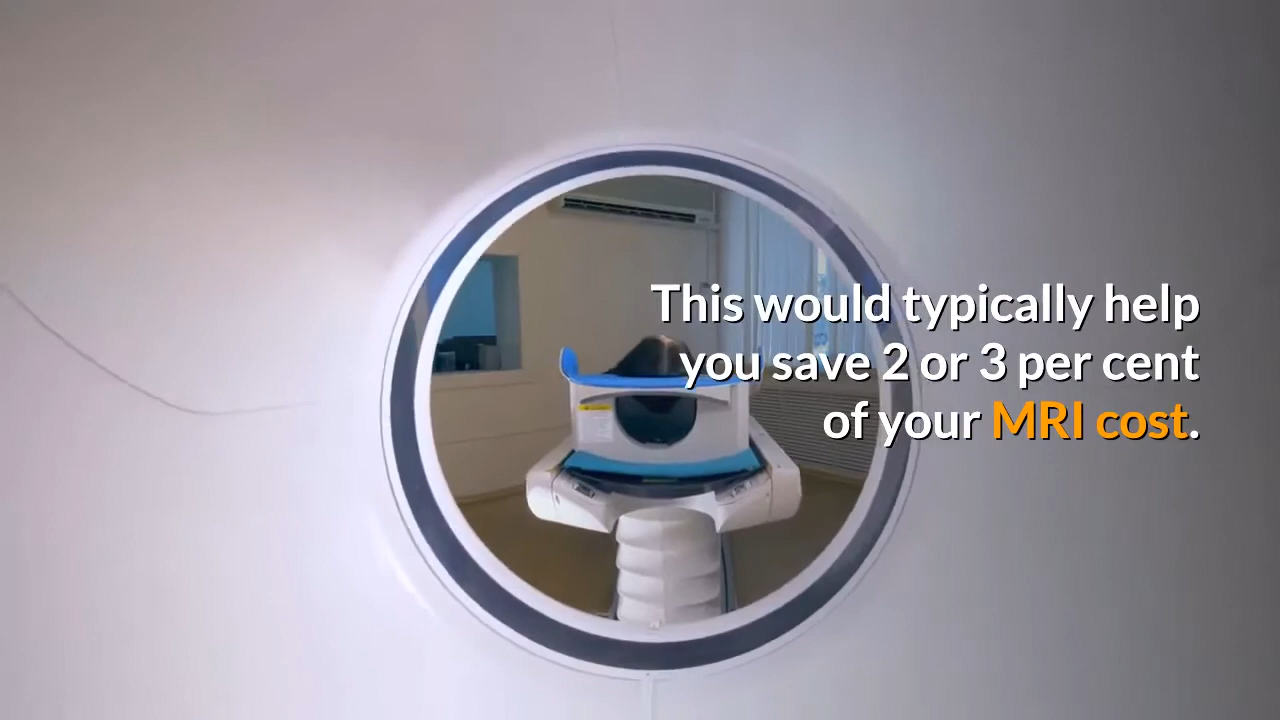 This would typically help
you save 2 or 3 per cent
of your MRI cost.